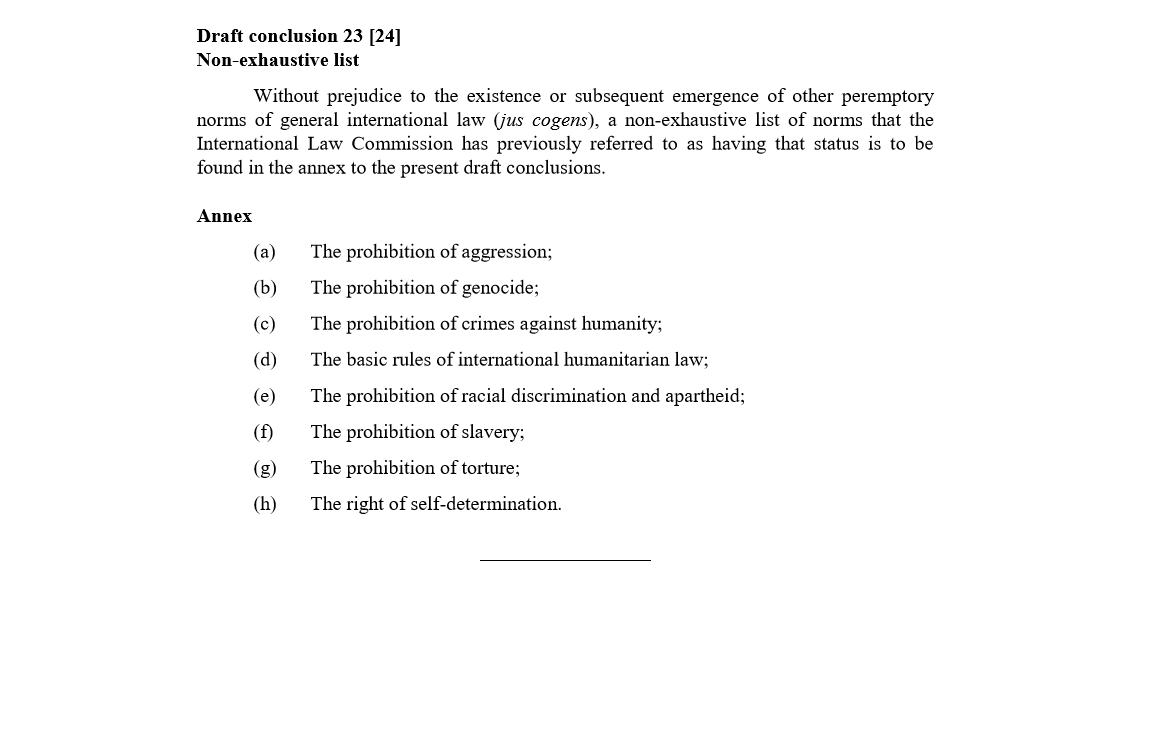 Draft conclusion 23 [24]
Non-exhaustive list
Without prejudice to the existence or subsequent emergence of other peremptory
norms of general international law (jus cogens), a non-exhaustive list of norms that the
International Law Commission has previously referred to as having that status is to be
found in the annex to the present draft conclusions.
Annex
(a) The prohibition of aggression;
(b) The prohibition of genocide;
(c) The prohibition of crimes against humanity;
(d) The basic rules of international humanitarian law;
(e) The prohibition of racial discrimination and apartheid;
(f) The prohibition of slavery;
(g) The prohibition of torture;
(h) The right of self-determination.